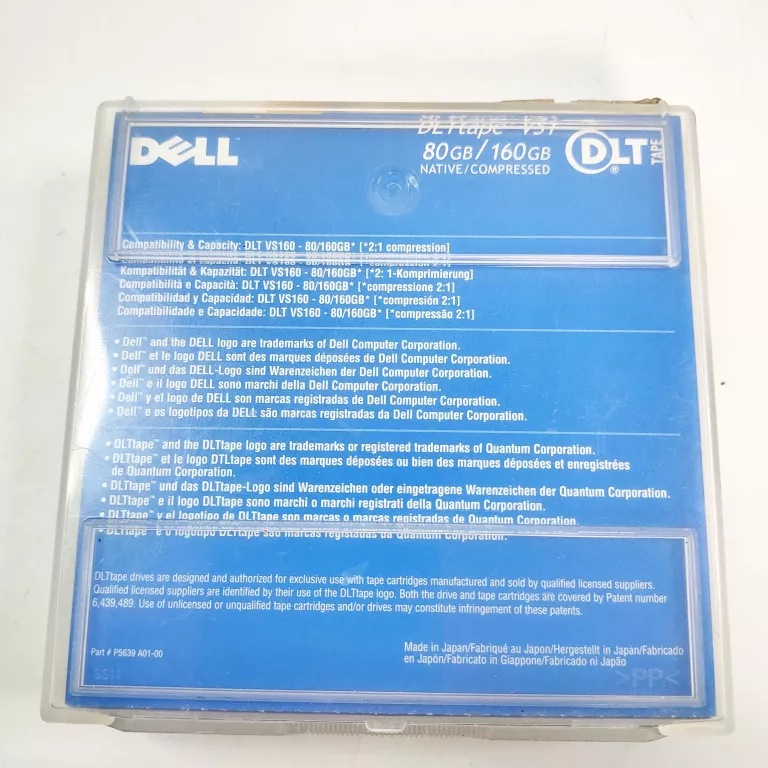 DELL
DLTtape™ VS1
80GB/160GB
NATIVE/COMPRESSED
DLT TAPE ®
Compatibility & Capacity: DLT VS160 - 80/160GB* [*2:1 compression]
Kompatibilität & Kapazität: DLT VS160 - 80/160GB* [*2: 1-Komprimierung]
Compatibilità e Capacità: DLT VS160 - 80/160GB* [*compressione 2:1]
Compatibilidad y Capacidad: DLT VS160 - 80/160GB* [*compresión 2:1]
Compatibilidade e Capacidade: DLT VS160 - 80/160GB* [*compressão 2:1]
• Dell™ and the DELL logo are trademarks of Dell Computer Corporation.
• Dell™ et le logo DELL sont des marques déposées de Dell Computer Corporation.
• Dell™ und das DELL-Logo sind Warenzeichen der Dell Computer Corporation.
• Dell™ e il logo DELL sono marchi della Dell Computer Corporation.
• Dell™ y el logo de DELL son marcas registradas de Dell Computer Corporation.
• Dell™ e os logotipos da DELL são marcas registradas da Dell Computer Corporation.
• DLTtape™ and the DLTtape logo are trademarks or registered trademarks of Quantum Corporation.
• DLTtape™ et le logo DTLtape sont des marques déposées ou bien des marques déposées et enregistrées
de Quantum Corporation.
• DLTtape™ und das DLTtape-Logo sind Warenzeichen oder eingetragene Warenzeichen der Quantum Corporation.
• DLTtape™ e il logo DLTtape sono marchi o marchi registrati della Quantum Corporation.
• DLTtape™ y el logotipo de DLTtape son marcas o marcas registradas de Quantum Corporation.
• DLTtape™ e o logotipo DLTtape são marcas registradas da Quantum Corporation.
DLTtape drives are designed and authorized for exclusive use with tape cartridges manufactured and sold by qualified licensed suppliers.
Qualified licensed suppliers are identified by their use of the DLTtape logo. Both the drive and tape cartridges are covered by Patent number
6,439,489. Use of unlicensed or unqualified tape cartridges and/or drives may constitute infringement of these patents.
Part # P5639 A01-00
Made in Japan/Fabriqué au Japon/Hergestellt in Japan/Fabricado
en Japón/Fabricato in Giappone/Fabricado ni Japão
>PP<